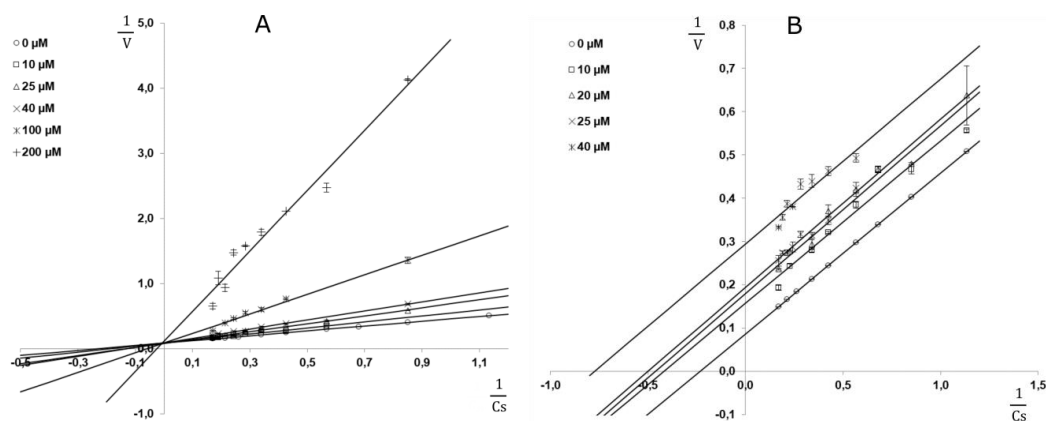 A
1
V
0 µM
10 µM
25 µM
40 µM
100 µM
200 µM
5,0
4,0
3,0
2,0
1,0
0,0
-1,0
-0,5 -0,3 -0,1 0,1 0,3 0,5 0,7 0,9 1,1
1
Cs
B
1
V
0 µM
10 µM
20 µM
25 µM
40 µM
0,8
0,7
0,6
0,5
0,4
0,3
0,2
0,1
0,0
-0,1
-1,0 -0,5 0,0 0,5 1,0 1,5
1
Cs